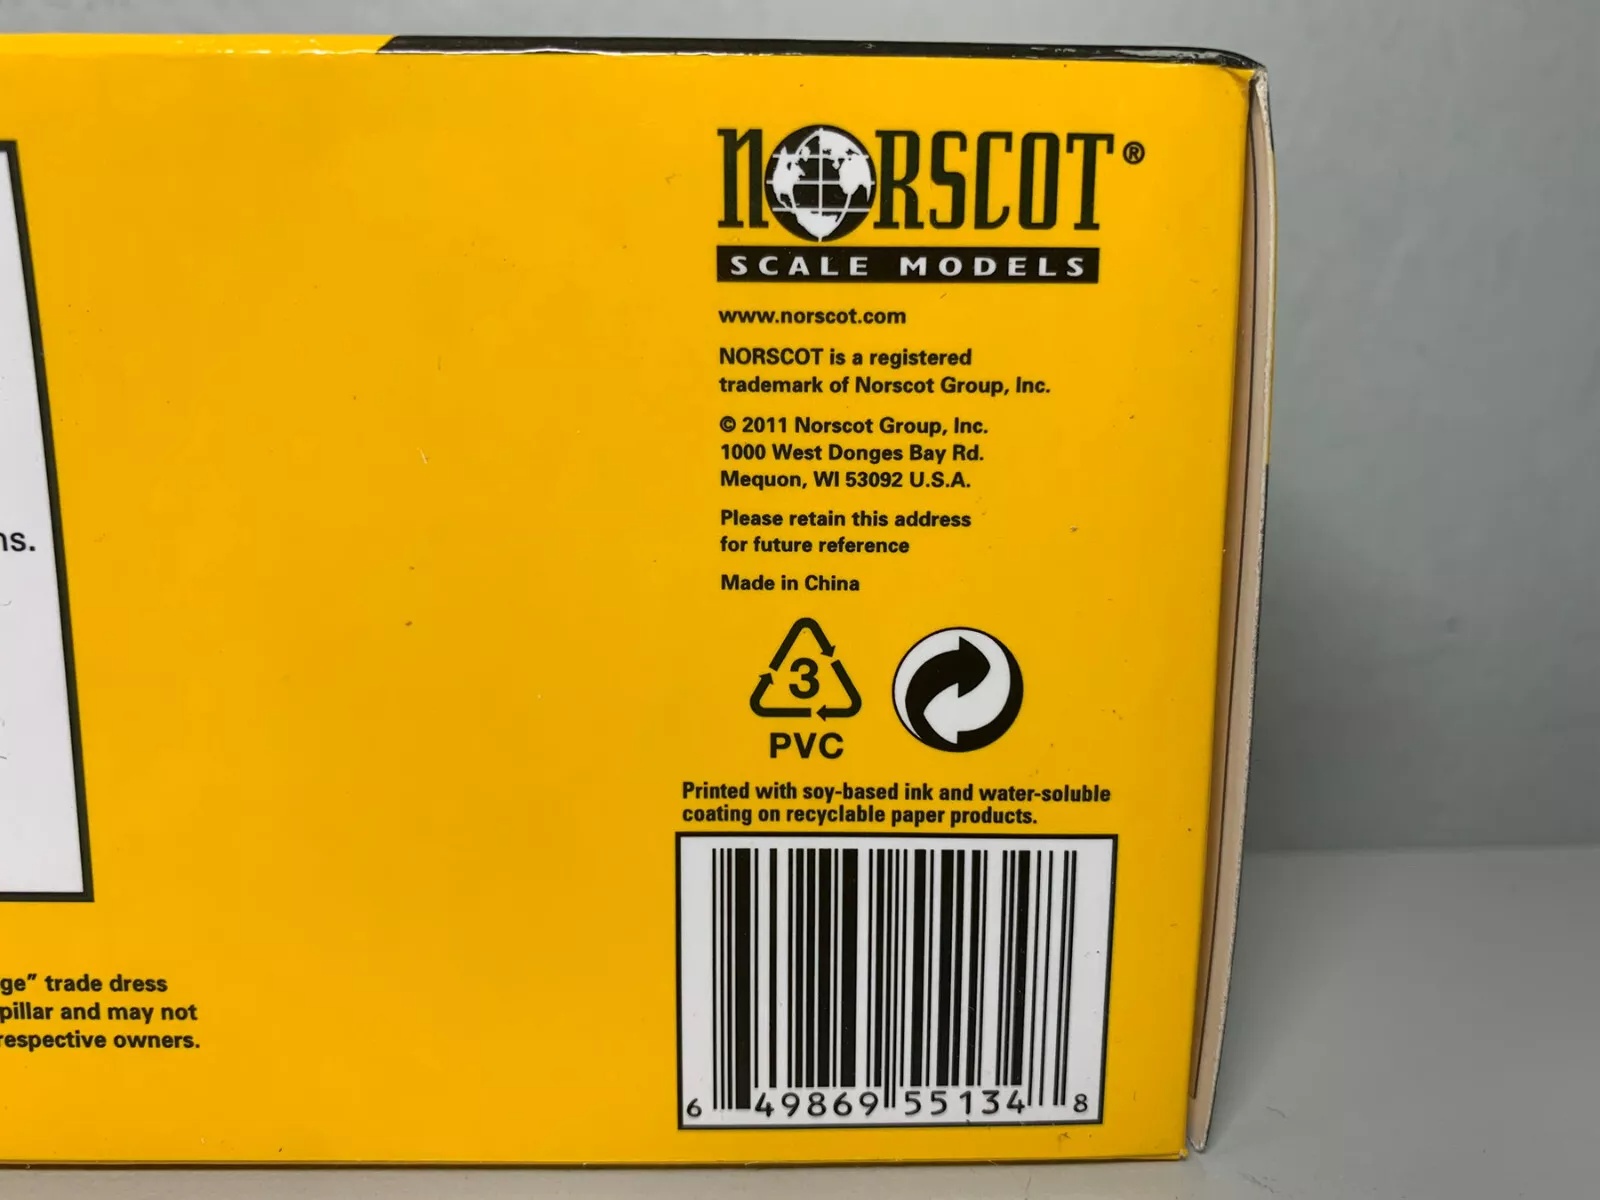 NORSCOT®
SCALE MODELS
www.norscot.com
NORSCOT is a registered
trademark of Norscot Group, Inc.
© 2011 Norscot Group, Inc.
1000 West Donges Bay Rd.
Mequon, WI 53092 U.S.A.
Please retain this address
for future reference
Made in China
3
PVC
Printed with soy-based ink and water-soluble
coating on recyclable paper products.
6 49869 55134 8
ns.
ge” trade dress
pillar and may not
respective owners.